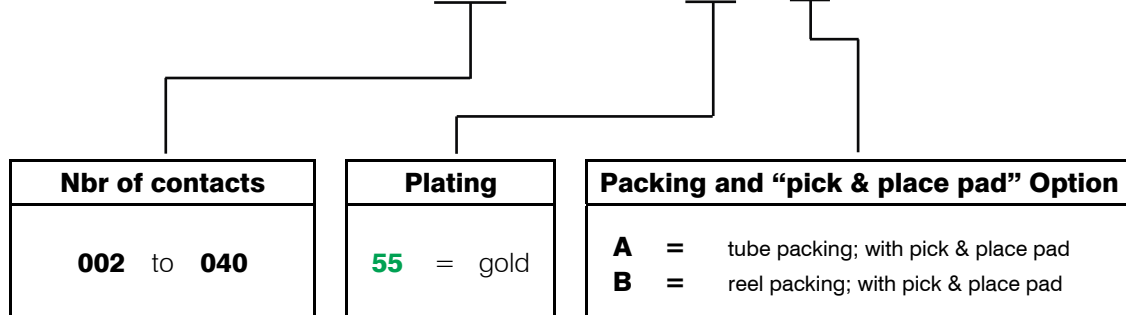 Nbr of contacts
002 to 040
Plating
55 = gold
Packing and “pick & place pad” Option
A = tube packing; with pick & place pad
B = reel packing; with pick & place pad